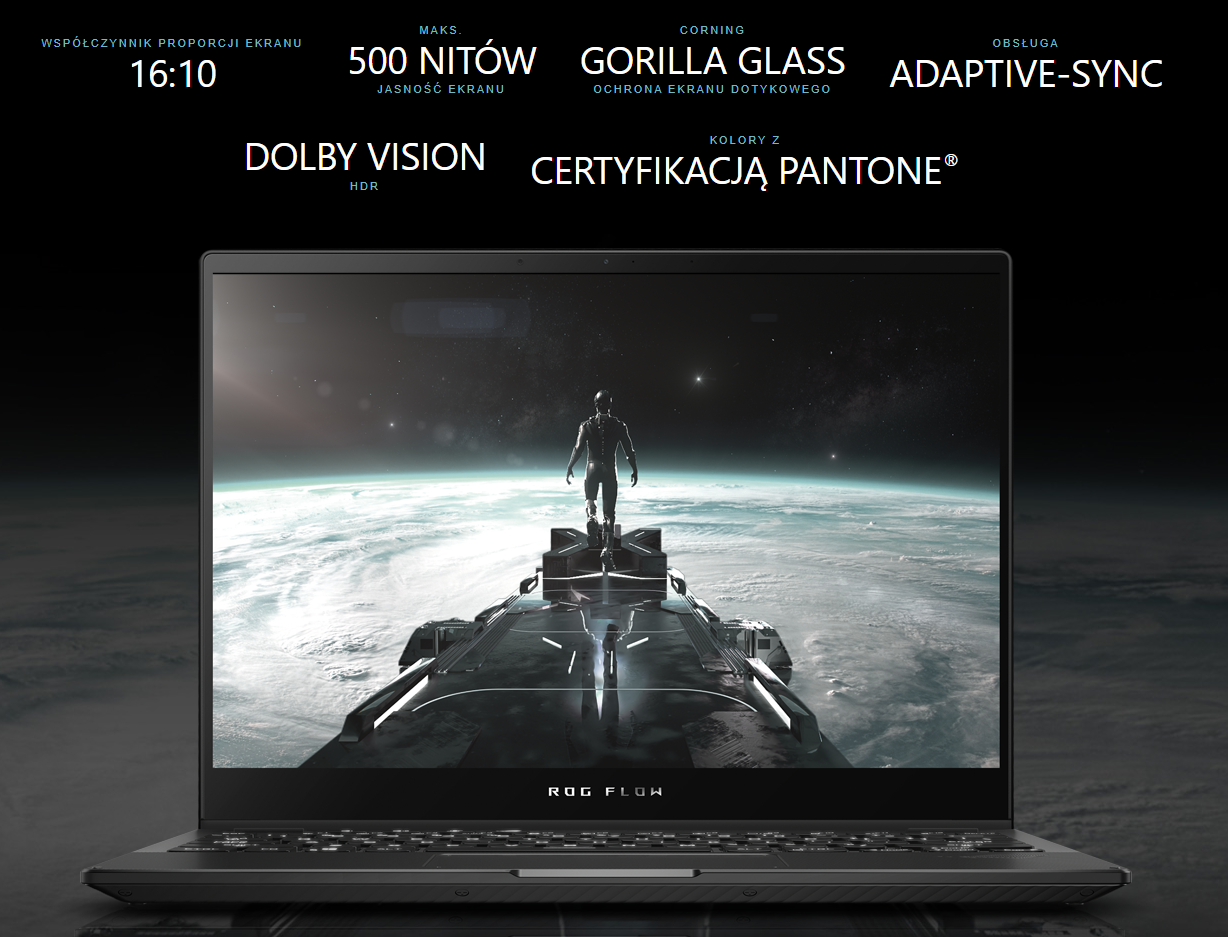 WSPÓŁCZYNNIK PROPORCJI EKRANU
16:10
MAKS.
500 NITÓW
JASNOŚĆ EKRANU
CORNING
GORILLA GLASS
OCHRONA EKRANU DOTYKOWEGO
OBSŁUGA
ADAPTIVE-SYNC
DOLBY VISION
HDR
KOLORY Z
CERTYFIKACJĄ PANTONE®
ROG FLOW